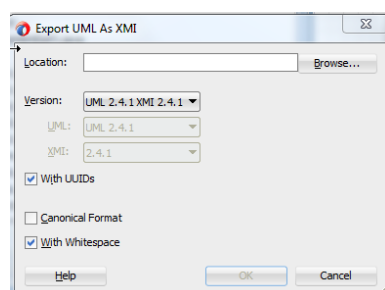 Export UML As XMI
Location:
Browse...
Version: UML 2.4.1 XMI 2.4.1
UML: UML 2.4.1
XMI: 2.4.1
With UUIDs
Canonical Format
With Whitespace
Help OK Cancel